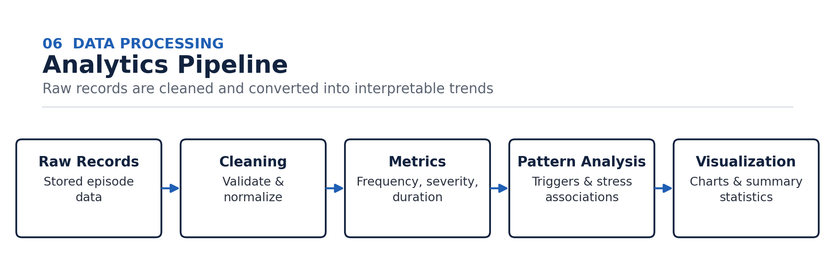 06 DATA PROCESSING
Analytics Pipeline
Raw records are cleaned and converted into interpretable trends
Raw Records
Stored episode
data
Cleaning
Validate &
normalize
Metrics
Frequency, severity,
duration
Pattern Analysis
Triggers & stress
associations
Visualization
Charts & summary
statistics